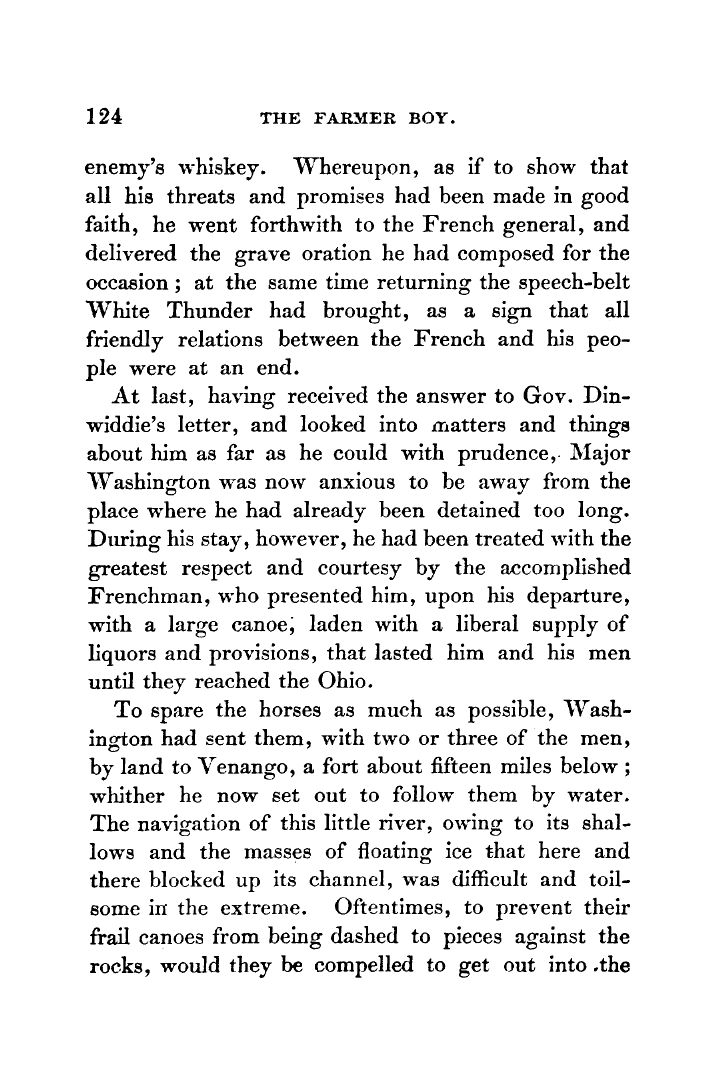 124 THE FARMER BOY.
enemy's whiskey. Whereupon, as if to show that
all his threats and promises had been made in good
faith, he went forthwith to the French general, and
delivered the grave oration he had composed for the
occasion ; at the same time returning the speech-belt
White Thunder had brought, as a sign that all
friendly relations between the French and his peo-
ple were at an end.
At last, having received the answer to Gov. Din-
widdie's letter, and looked into matters and things
about him as far as he could with prudence, Major
Washington was now anxious to be away from the
place where he had already been detained too long.
During his stay, however, he had been treated with the
greatest respect and courtesy by the accomplished
Frenchman, who presented him, upon his departure,
with a large canoe, laden with a liberal supply of
liquors and provisions, that lasted him and his men
until they reached the Ohio.
To spare the horses as much as possible, Wash-
ington had sent them, with two or three of the men,
by land to Venango, a fort about fifteen miles below ;
whither he now set out to follow them by water.
The navigation of this little river, owing to its shal-
lows and the masses of floating ice that here and
there blocked up its channel, was difficult and toil-
some in the extreme. Oftentimes, to prevent their
frail canoes from being dashed to pieces against the
rocks, would they be compelled to get out into the